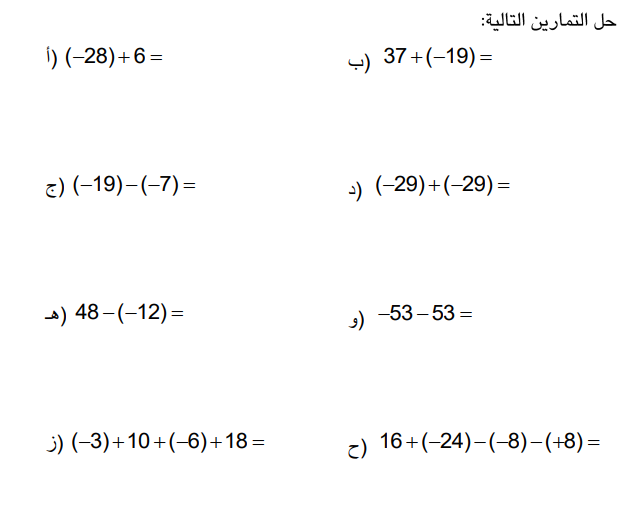 حل التمارين التالية:
أ) (−28)+6=
ب) 37+(−19)=
ج) (−19)−(−7)=
د) (−29)+(−29)=
هـ) 48−(−12)=
و) −53−53=
ز) (−3)+10+(−6)+18=
ح) 16+(−24)−(−8)−(+8)=